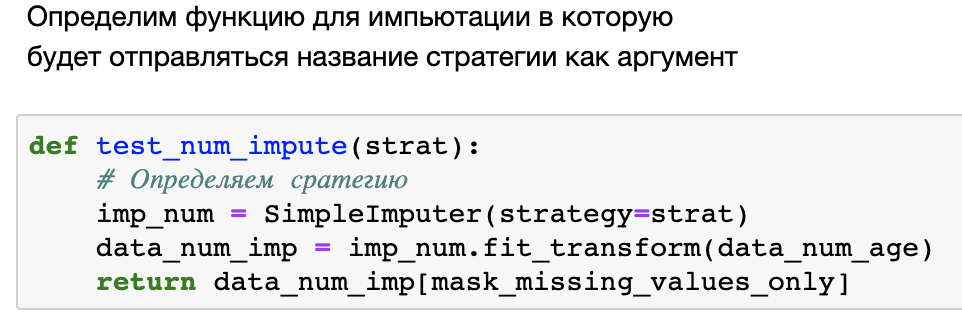 Определим функцию для импьютации в которую
будет отправляться название стратегии как аргумент
def test_num_impute(strat):
    # Определяем сратегию
    imp_num = SimpleImputer(strategy=strat)
    data_num_imp = imp_num.fit_transform(data_num_age)
    return data_num_imp[mask_missing_values_only]